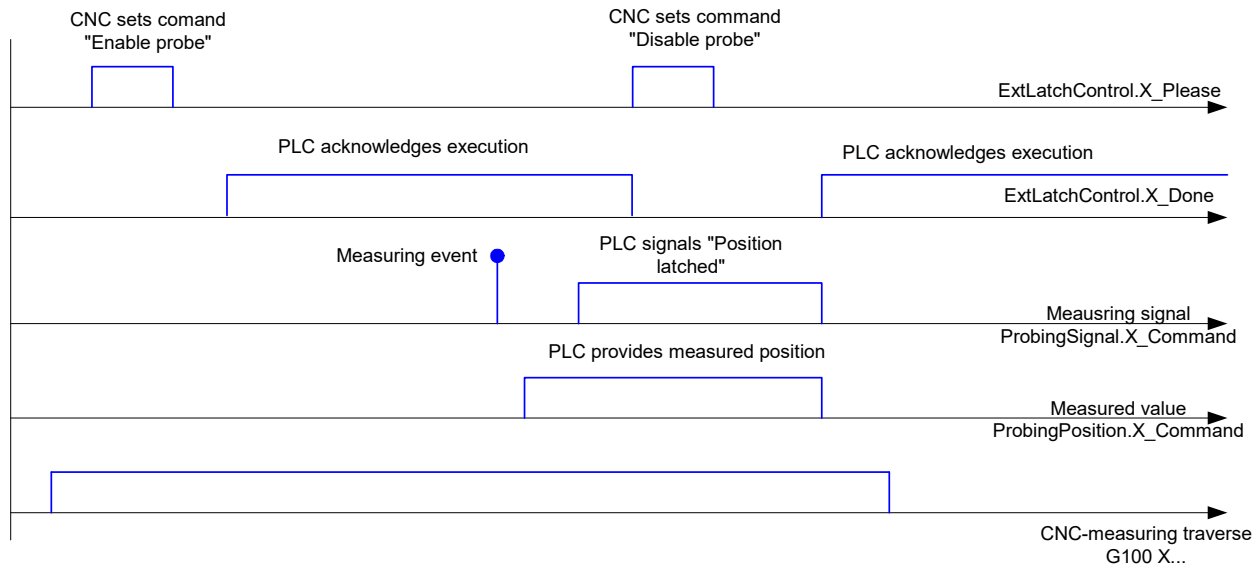 CNC sets comand
"Enable probe"
CNC sets command
"Disable probe"
ExtLatchControl.X_Please
PLC acknowledges execution
PLC acknowledges execution
ExtLatchControl.X_Done
Measuring event
PLC signals "Position
latched"
Meausring signal
ProbingSignal.X_Command
PLC provides measured position
Measured value
ProbingPosition.X_Command
CNC-measuring traverse
G100 X...